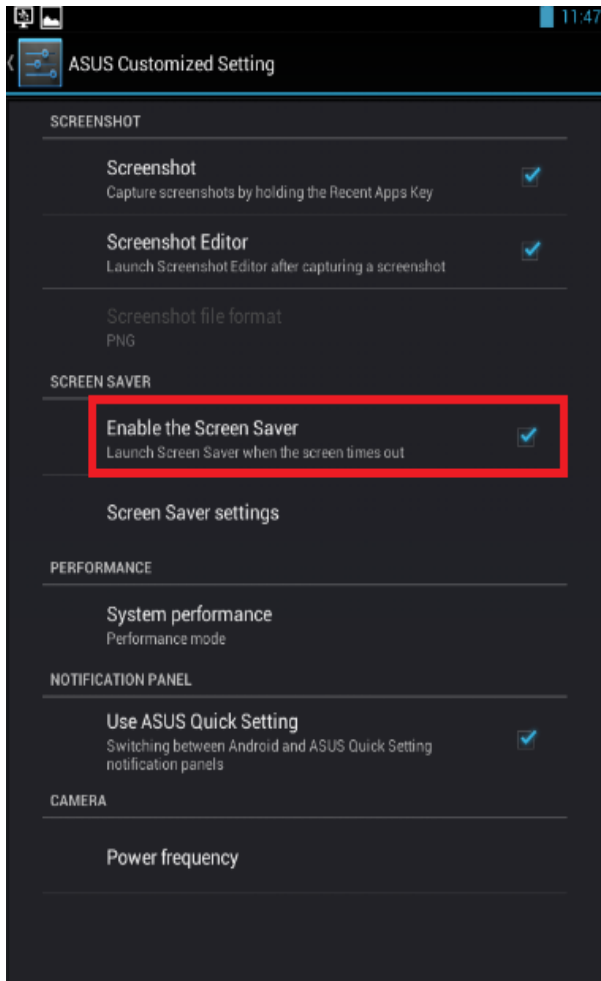 11:47
ASUS Customized Setting
SCREENSHOT
Screenshot
Capture screenshots by holding the Recent Apps Key
Screenshot Editor
Launch Screenshot Editor after capturing a screenshot
Screenshot file format
PNG
SCREEN SAVER
Enable the Screen Saver
Launch Screen Saver when the screen times out
Screen Saver settings
PERFORMANCE
System performance
Performance mode
NOTIFICATION PANEL
Use ASUS Quick Setting
Switching between Android and ASUS Quick Setting
notification panels
CAMERA
Power frequency